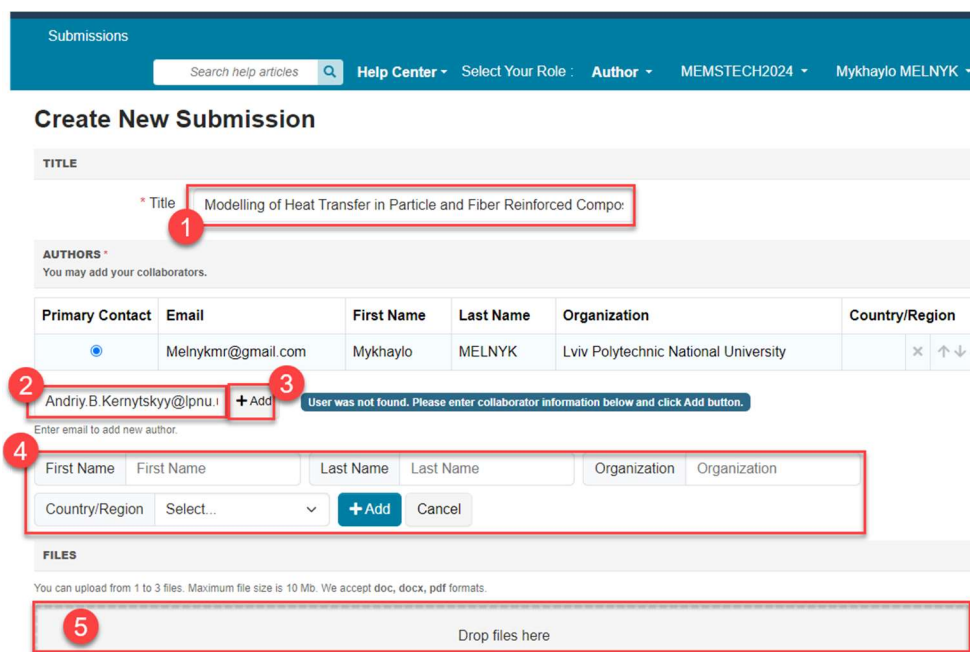 Submissions
Search help articles Help Center Select Your Role : Author MEMSTECH2024 Mykhaylo MELNYK
Create New Submission
TITLE
* Title Modelling of Heat Transfer in Particle and Fiber Reinforced Compo
1
AUTHORS *
You may add your collaborators.
Primary Contact Email First Name Last Name Organization Country/Region
Melnykmr@gmail.com Mykhaylo MELNYK Lviv Polytechnic National University
2 3
Andriy.B.Kernytskyy@lpnu. + Add User was not found. Please enter collaborator information below and click Add button.
Enter email to add new author.
4
First Name First Name Last Name Last Name Organization Organization
Country/Region Select... + Add Cancel
FILES
You can upload from 1 to 3 files. Maximum file size is 10 Mb. We accept doc, docx, pdf formats.
5 Drop files here